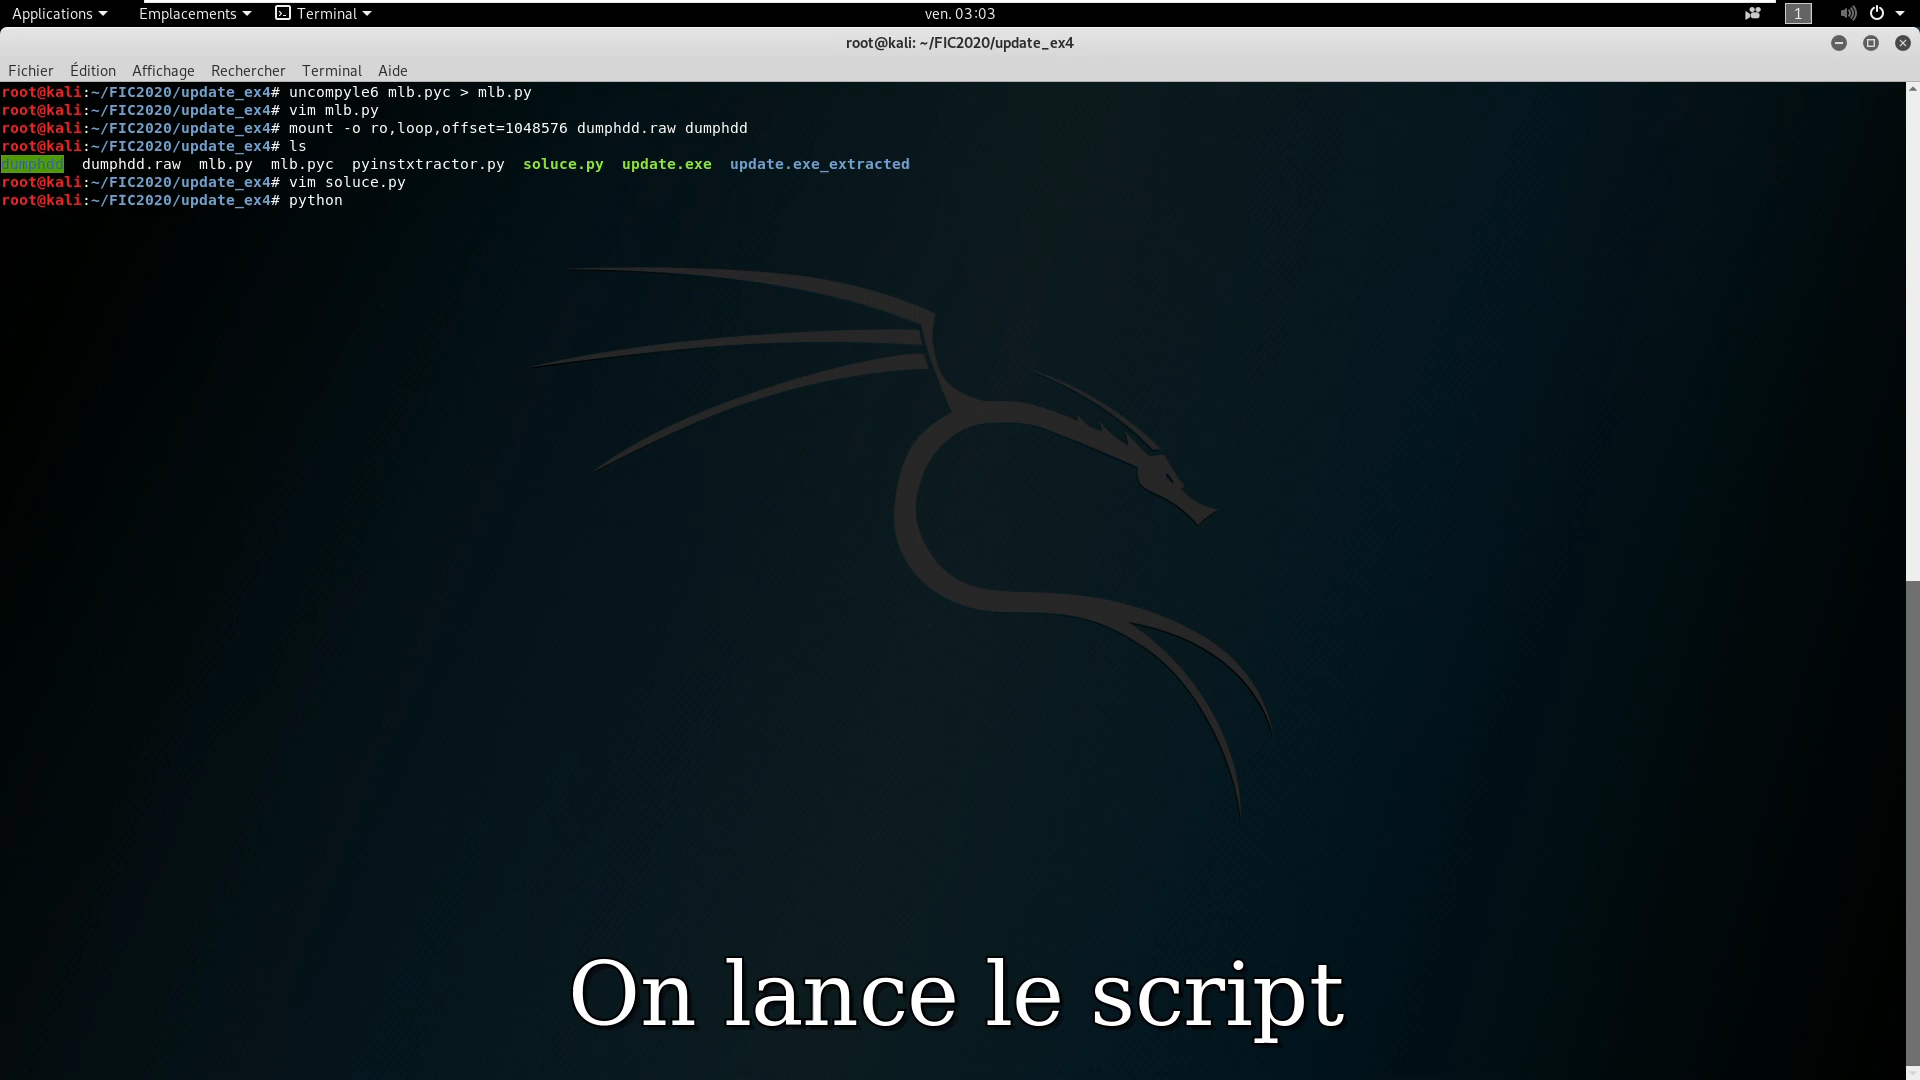 Applications Emplacements Terminal ven. 03:03 1
root@kali: ~/FIC2020/update_ex4
Fichier Édition Affichage Rechercher Terminal Aide
root@kali:~/FIC2020/update_ex4# uncompyle6 mlb.pyc > mlb.py
root@kali:~/FIC2020/update_ex4# vim mlb.py
root@kali:~/FIC2020/update_ex4# mount -o ro,loop,offset=1048576 dumphdd.raw dumphdd
root@kali:~/FIC2020/update_ex4# ls
dumphdd dumphdd.raw mlb.py mlb.pyc pyinstxtractor.py soluce.py update.exe update.exe_extracted
root@kali:~/FIC2020/update_ex4# vim soluce.py
root@kali:~/FIC2020/update_ex4# python
On lance le script